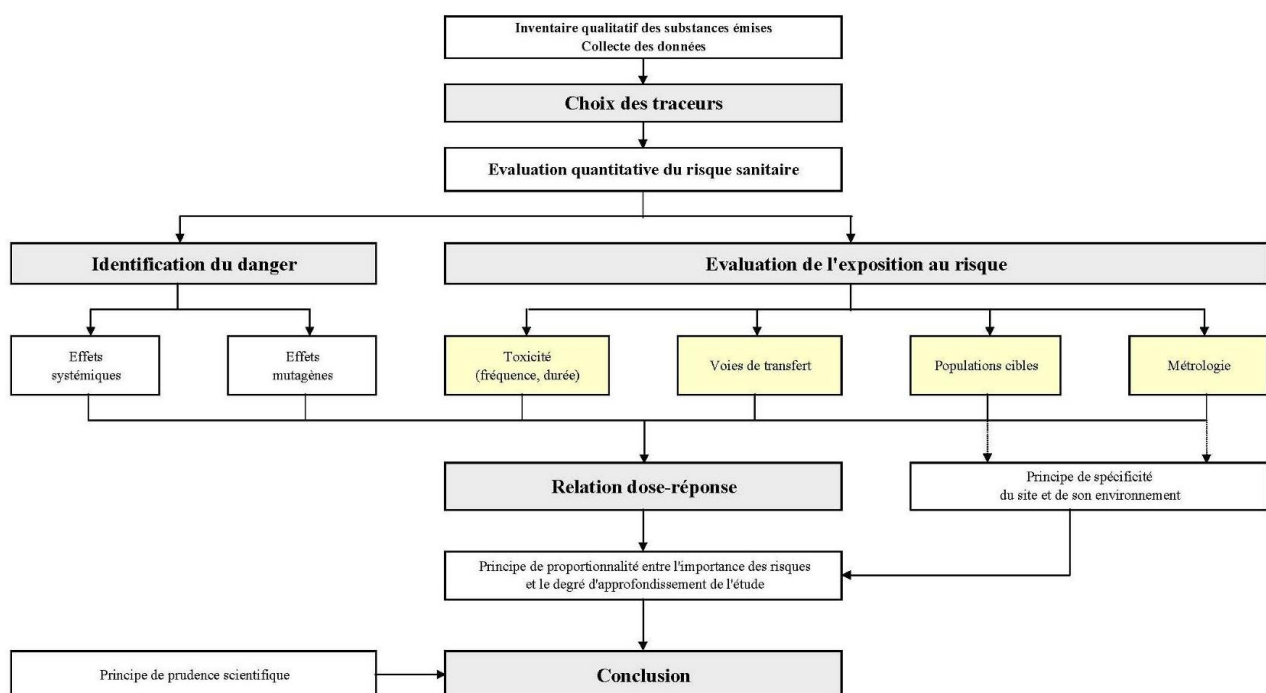 Inventaire qualitatif des substances émises
Collecte des données
Choix des traceurs
Evaluation quantitative du risque sanitaire
Identification du danger
Evaluation de l'exposition au risque
Effets
systémiques
Effets
mutagènes
Toxicité
(fréquence, durée)
Voies de transfert
Populations cibles
Métrologie
Relation dose-réponse
Principe de spécificité
du site et de son environnement
Principe de proportionnalité entre l'importance des risques
et le degré d'approfondissement de l'étude
Principe de prudence scientifique
Conclusion